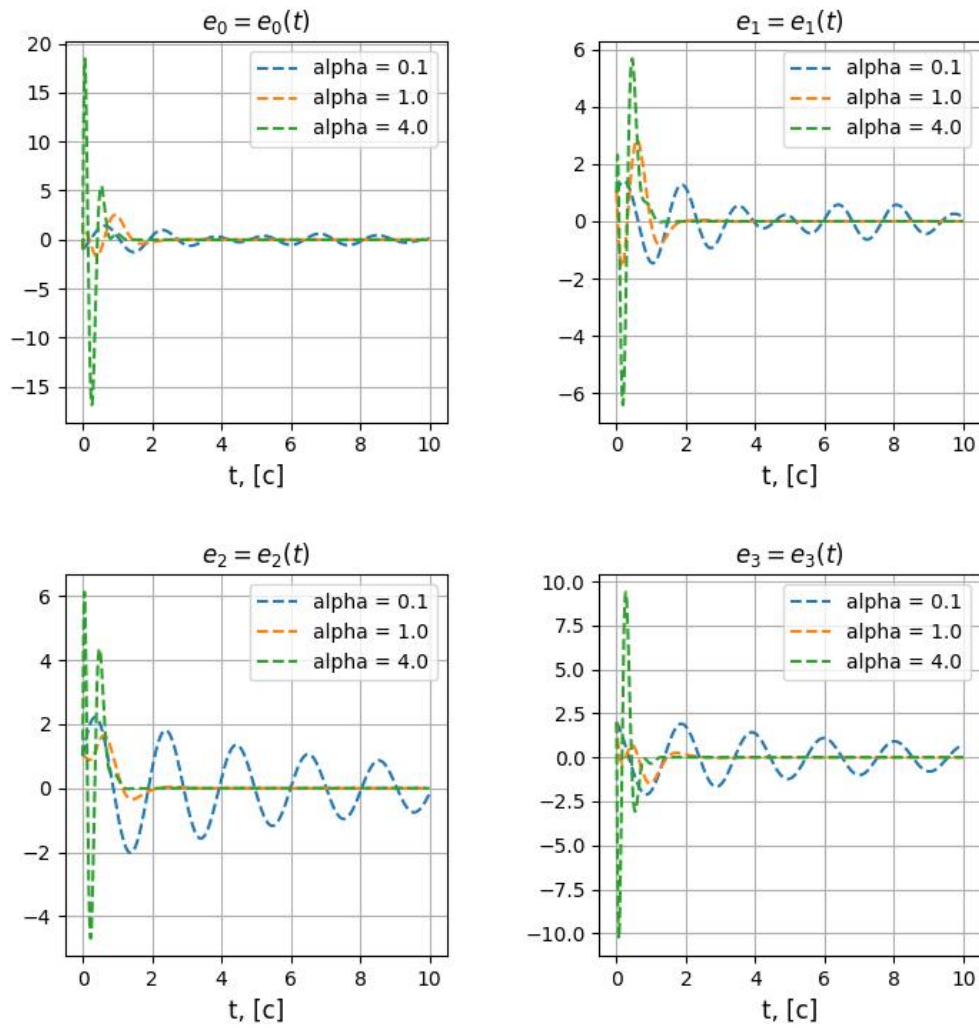 e₀ = e₀(t)
20
15
10
5
0
−5
−10
−15
alpha = 0.1
alpha = 1.0
alpha = 4.0
0 2 4 6 8 10
t, [c]
e₁ = e₁(t)
6
4
2
0
−2
−4
−6
alpha = 0.1
alpha = 1.0
alpha = 4.0
0 2 4 6 8 10
t, [c]
e₂ = e₂(t)
6
4
2
0
−2
−4
alpha = 0.1
alpha = 1.0
alpha = 4.0
0 2 4 6 8 10
t, [c]
e₃ = e₃(t)
10.0
7.5
5.0
2.5
0.0
−2.5
−5.0
−7.5
−10.0
alpha = 0.1
alpha = 1.0
alpha = 4.0
0 2 4 6 8 10
t, [c]